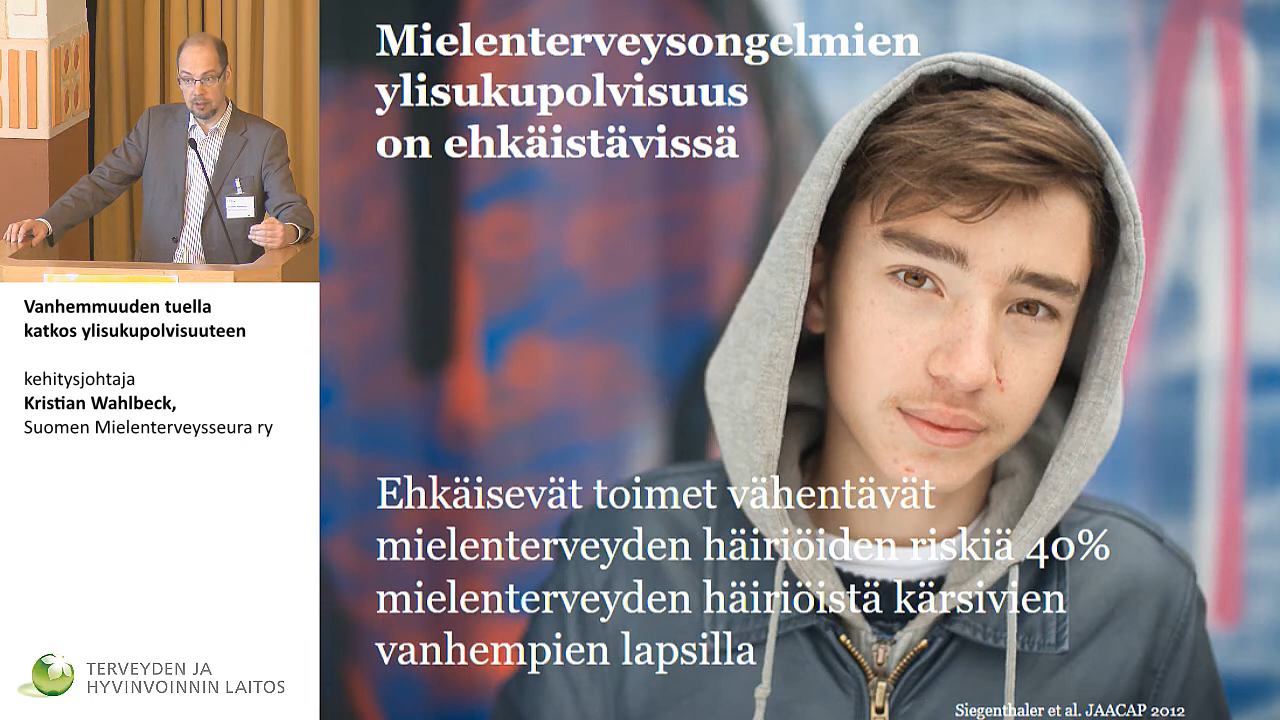 Mielenterveysongelmien
ylisukupolvisuus
on ehkäistävissä
Vanhemmuuden tuella
katkos ylisukupolvisuuteen
kehitysjohtaja
Kristian Wahlbeck,
Suomen Mielenterveysseura ry
Ehkäisevät toimet vähentävät
mielenterveyden häiriöiden riskiä 40%
mielenterveyden häiriöistä kärsivien
vanhempien lapsilla
TERVEYDEN JA
HYVINVOINNIN LAITOS
Siegenthaler et al. JAACAP 2012